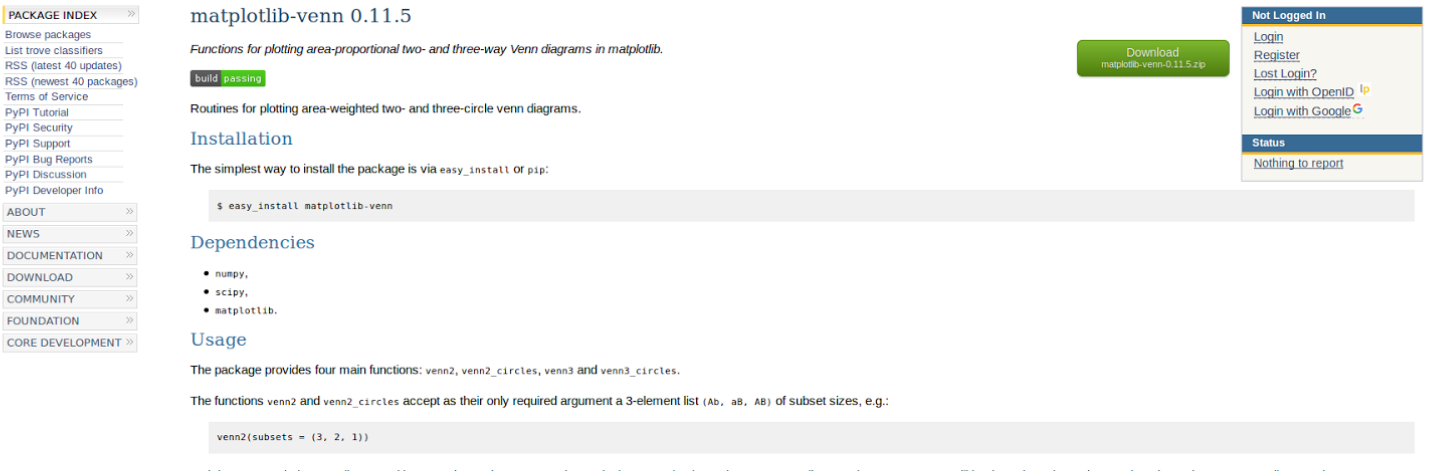 PACKAGE INDEX »
Browse packages
List trove classifiers
RSS (latest 40 updates)
RSS (newest 40 packages)
Terms of Service
PyPI Tutorial
PyPI Security
PyPI Support
PyPI Bug Reports
PyPI Discussion
PyPI Developer Info
ABOUT »
NEWS »
DOCUMENTATION »
DOWNLOAD »
COMMUNITY »
FOUNDATION »
CORE DEVELOPMENT »
matplotlib-venn 0.11.5
Functions for plotting area-proportional two- and three-way Venn diagrams in matplotlib.
build passing
Download
matplotlib-venn-0.11.5.zip
Routines for plotting area-weighted two- and three-circle venn diagrams.
Installation
The simplest way to install the package is via easy_install or pip:
$ easy_install matplotlib-venn
Dependencies
• numpy,
• scipy,
• matplotlib.
Usage
The package provides four main functions: venn2, venn2_circles, venn3 and venn3_circles.
The functions venn2 and venn2_circles accept as their only required argument a 3-element list (Ab, aB, AB) of subset sizes, e.g.:
venn2(subsets = (3, 2, 1))
Not Logged In
Login
Register
Lost Login?
Login with OpenID lp
Login with Google G
Status
Nothing to report